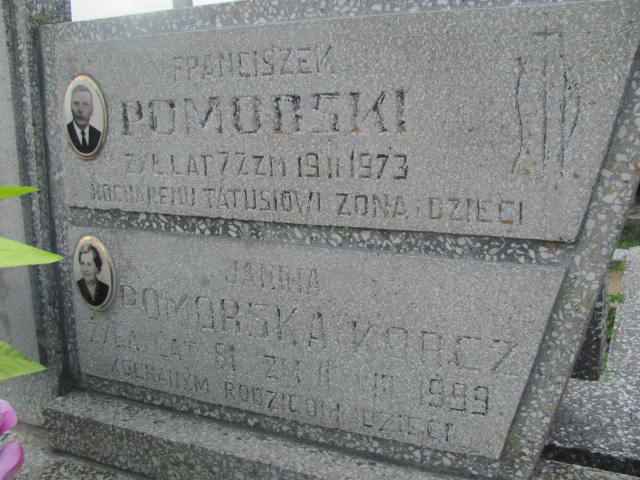 FRANCISZEK
POMORSKI
ŻYŁ LAT 77 ZM 19 II 1973
KOCHANEMU TATUSIOWI ŻONA i DZIECI
JANINA
POMORSKA KORCZ
ŻYŁA LAT 81 ZM 11 VIII 1999
KOCHANYM RODZICOM DZIECI